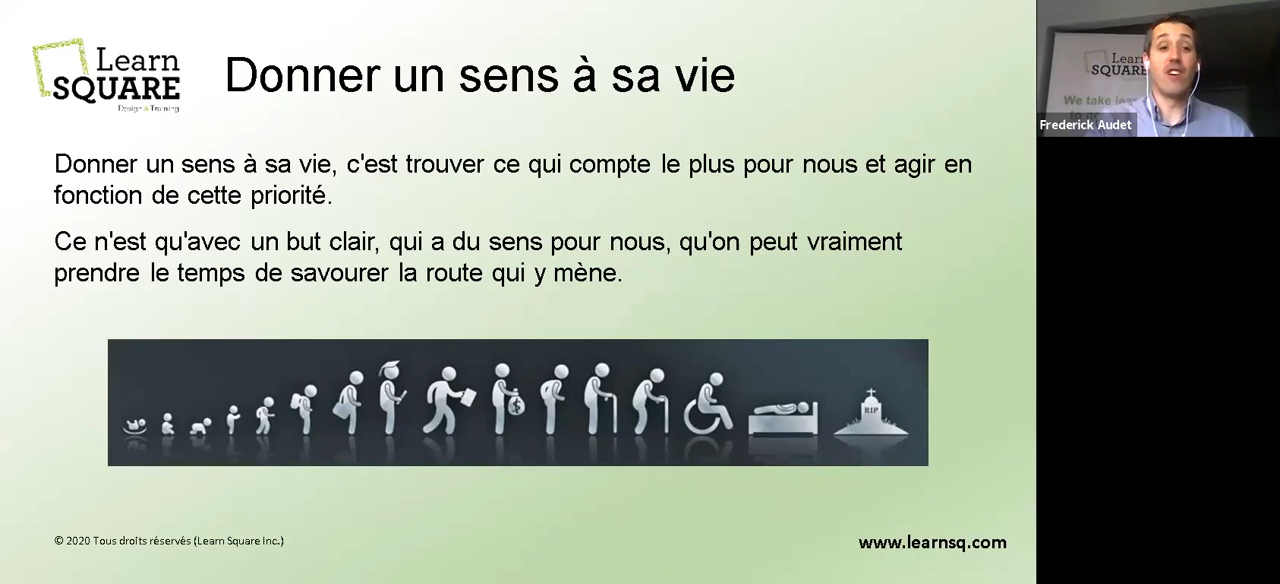 Learn
SQUARE
Design & Training
Donner un sens à sa vie
Donner un sens à sa vie, c'est trouver ce qui compte le plus pour nous et agir en
fonction de cette priorité.
Ce n'est qu'avec un but clair, qui a du sens pour nous, qu'on peut vraiment
prendre le temps de savourer la route qui y mène.
$
RIP
© 2020 Tous droits réservés (Learn Square Inc.)
www.learnsq.com
Lear
SQUARE
We take
Frederick Audet